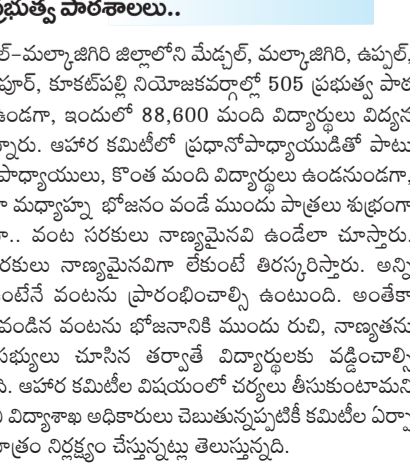 ప్రభుత్వ పాఠశాలలు..
ల్-మల్కాజిగిరి జిల్లాలోని మేడ్చల్, మల్కాజిగిరి, ఉప్పల్,
పూర్, కూకట్‌పల్లి నియోజకవర్గాల్లో 505 ప్రభుత్వ పాఠ
ఉండగా, ఇందులో 88,600 మంది విద్యార్థులు విద్యన
న్నారు. ఆహార కమిటీలో ప్రధానోపాధ్యాయుడితో పాటు
పాధ్యాయులు, కొంత మంది విద్యార్థులు ఉండనుండగా,
మధ్యాహ్న భోజనం వండే ముందు పాత్రలు శుభ్రంగా
.. వంట సరకులు నాణ్యమైనవి ఉండేలా చూస్తారు.
రకులు నాణ్యమైనవిగా లేకుంటే తిరస్కరిస్తారు. అన్ని
ంటేనే వంటను ప్రారంభించాల్సి ఉంటుంది. అంతేకా
వండిన వంటను భోజనానికి ముందు రుచి, నాణ్యతను
సభ్యులు చూసిన తర్వాతే విద్యార్థులకు వడ్డించాల్సి
ది. ఆహార కమిటీల విషయంలో చర్యలు తీసుకుంటామని
విద్యాశాఖ అధికారులు చెబుతున్నప్పటికీ కమిటీల ఏర్పా
మాత్రం నిర్లక్ష్యం చేస్తున్నట్లు తెలుస్తున్నది.